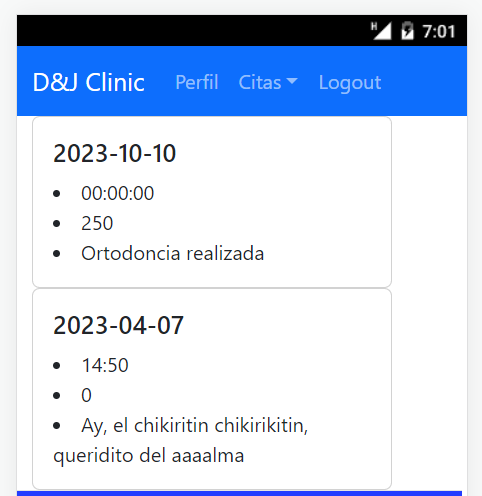 H 7:01
D&J Clinic Perfil Citas Logout
2023-10-10
00:00:00
250
Ortodoncia realizada
2023-04-07
14:50
0
Ay, el chikiritin chikirikitin,
queridito del aaaalma